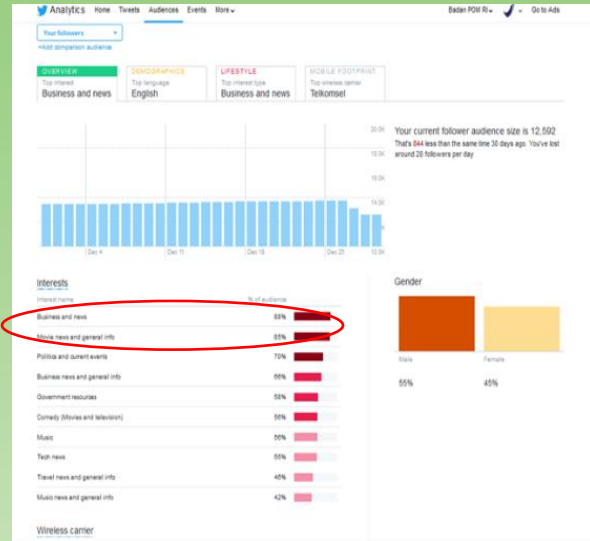 Analytics Home Tweets Audiences Events More Badan POM RI Go to Ads
Your followers
+Add comparison audience
OVERVIEW DEMOGRAPHICS LIFESTYLE MOBILE FOOTPRINT
Top interest Top language Top interest type Top wireless carrier
Business and news English Business and news Telkomsel
20.0K
18.0K
16.0K
14.0K
10.0K
Dec 4 Dec 11 Dec 18 Dec 25
Your current follower audience size is 12,592
That's 844 less than the same time 30 days ago. You've lost
around 28 followers per day
Interests
Interest name % of audience
Business and news 88%
Movie news and general info 85%
Politics and current events 70%
Business news and general info 66%
Government resources 58%
Comedy (Movies and television) 56%
Music 56%
Tech news 55%
Travel news and general info 46%
Music news and general info 42%
Gender
Male Female
55% 45%
Wireless carrier